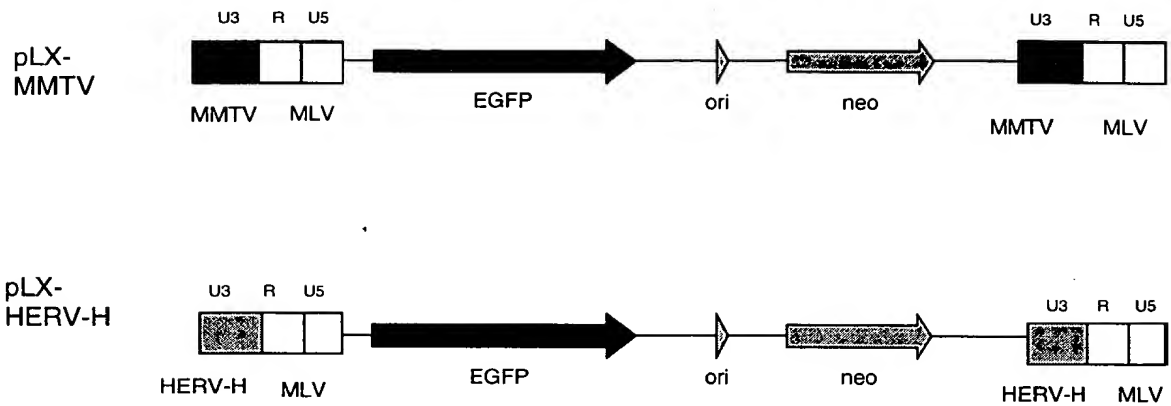 U3 R U5 U3 R U5
pLX-
MMTV
EGFP ori neo
MMTV MLV MMTV MLV
pLX-
HERV-H
U3 R U5 U3 R U5
EGFP ori neo
HERV-H MLV HERV-H MLV